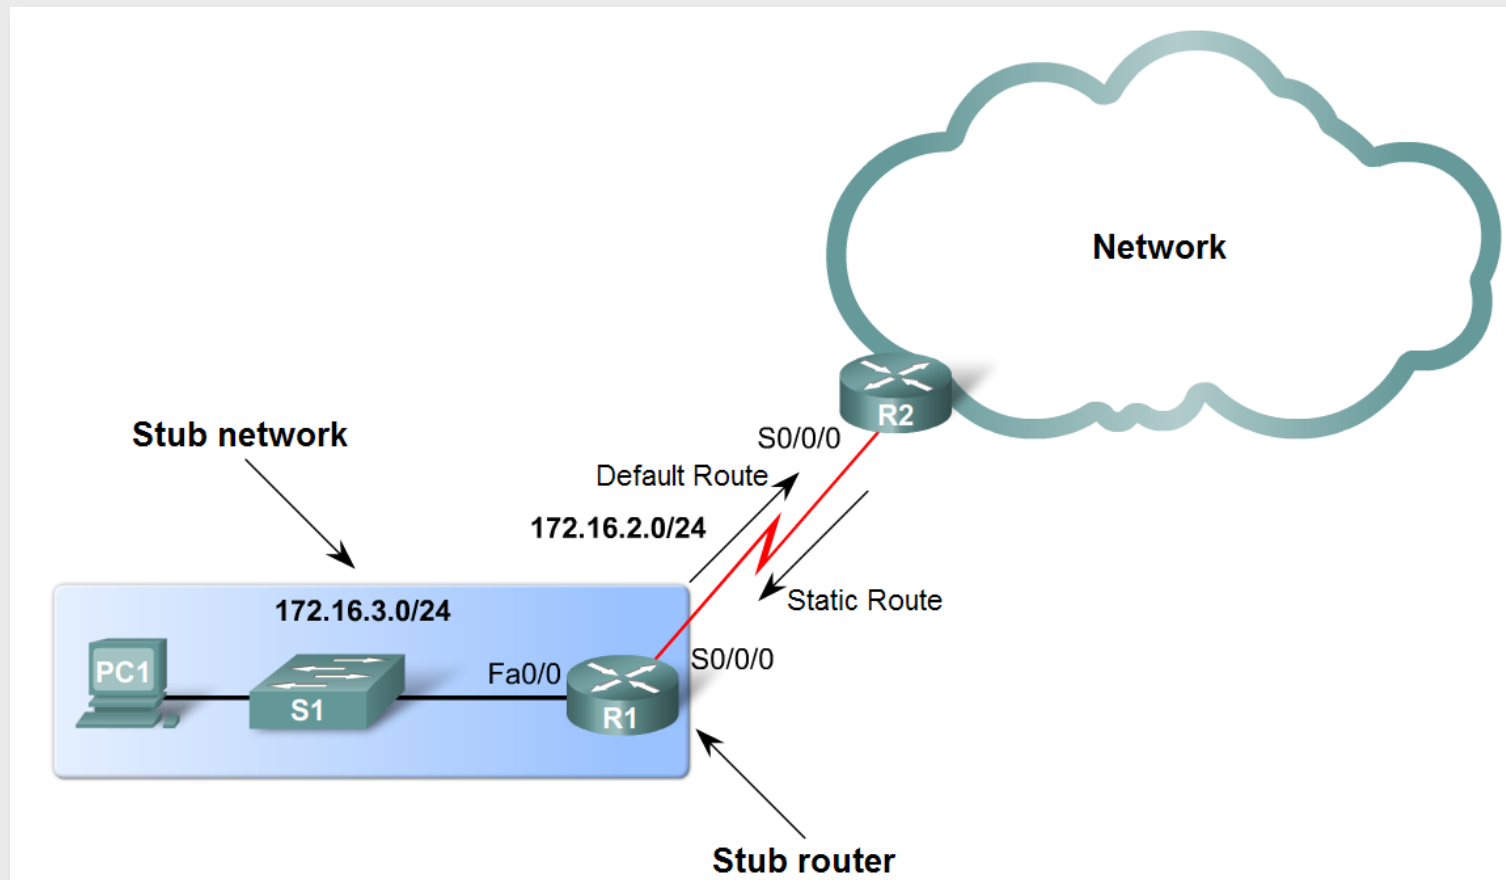 Network
R2
S0/0/0
Stub network
Default Route
172.16.2.0/24
Static Route
172.16.3.0/24
PC1
S1
Fa0/0
R1
S0/0/0
Stub router